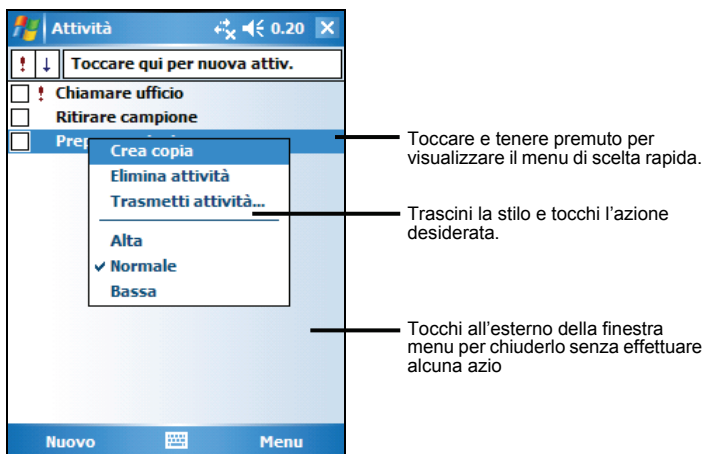 Attività 0.20
! ↓ Toccare qui per nuova attiv.
! Chiamare ufficio
Ritirare campione
Crea copia
Elimina attività
Trasmetti attività...
Alta
✓ Normale
Bassa
Nuovo Menu
Toccare e tenere premuto per
visualizzare il menu di scelta rapida.
Trascini la stilo e tocchi l'azione
desiderata.
Tocchi all'esterno della finestra
menu per chiuderlo senza effettuare
alcuna azio